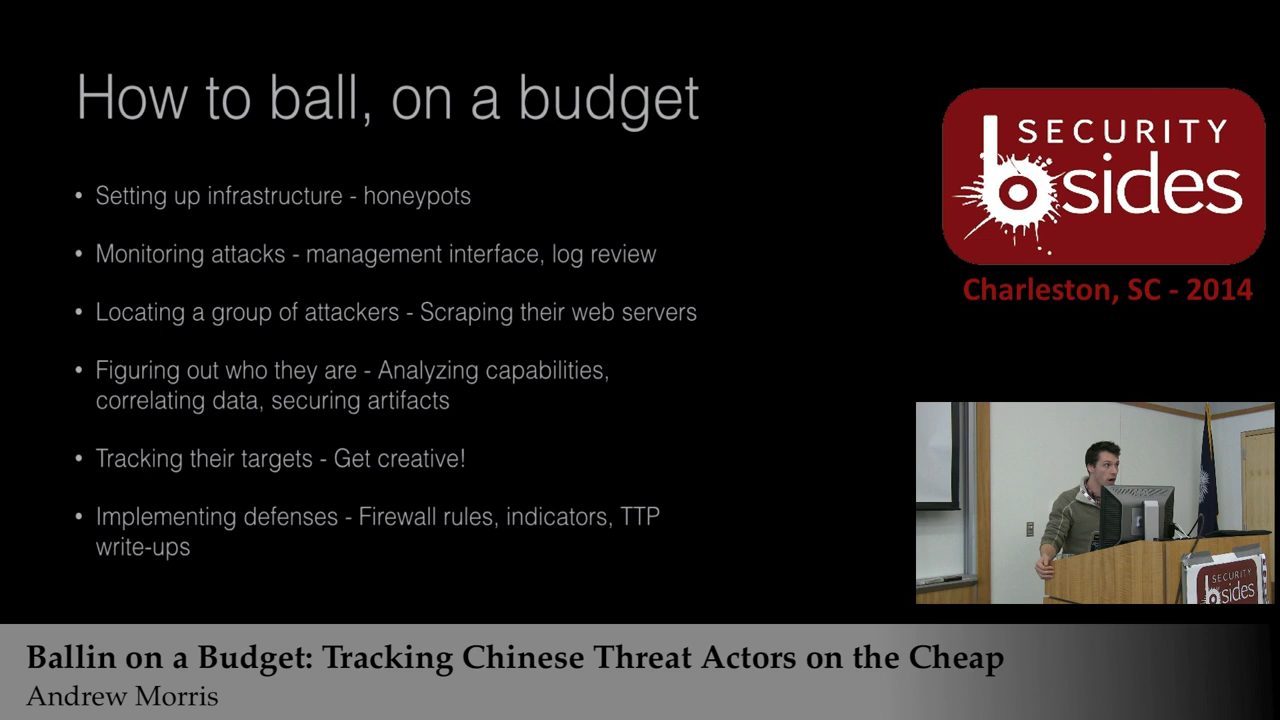 How to ball, on a budget
• Setting up infrastructure - honeypots
• Monitoring attacks - management interface, log review
• Locating a group of attackers - Scraping their web servers
• Figuring out who they are - Analyzing capabilities,
correlating data, securing artifacts
• Tracking their targets - Get creative!
• Implementing defenses - Firewall rules, indicators, TTP
write-ups
SECURITY
bsides
Charleston, SC - 2014
SECURITY
bsides
Ballin on a Budget: Tracking Chinese Threat Actors on the Cheap
Andrew Morris